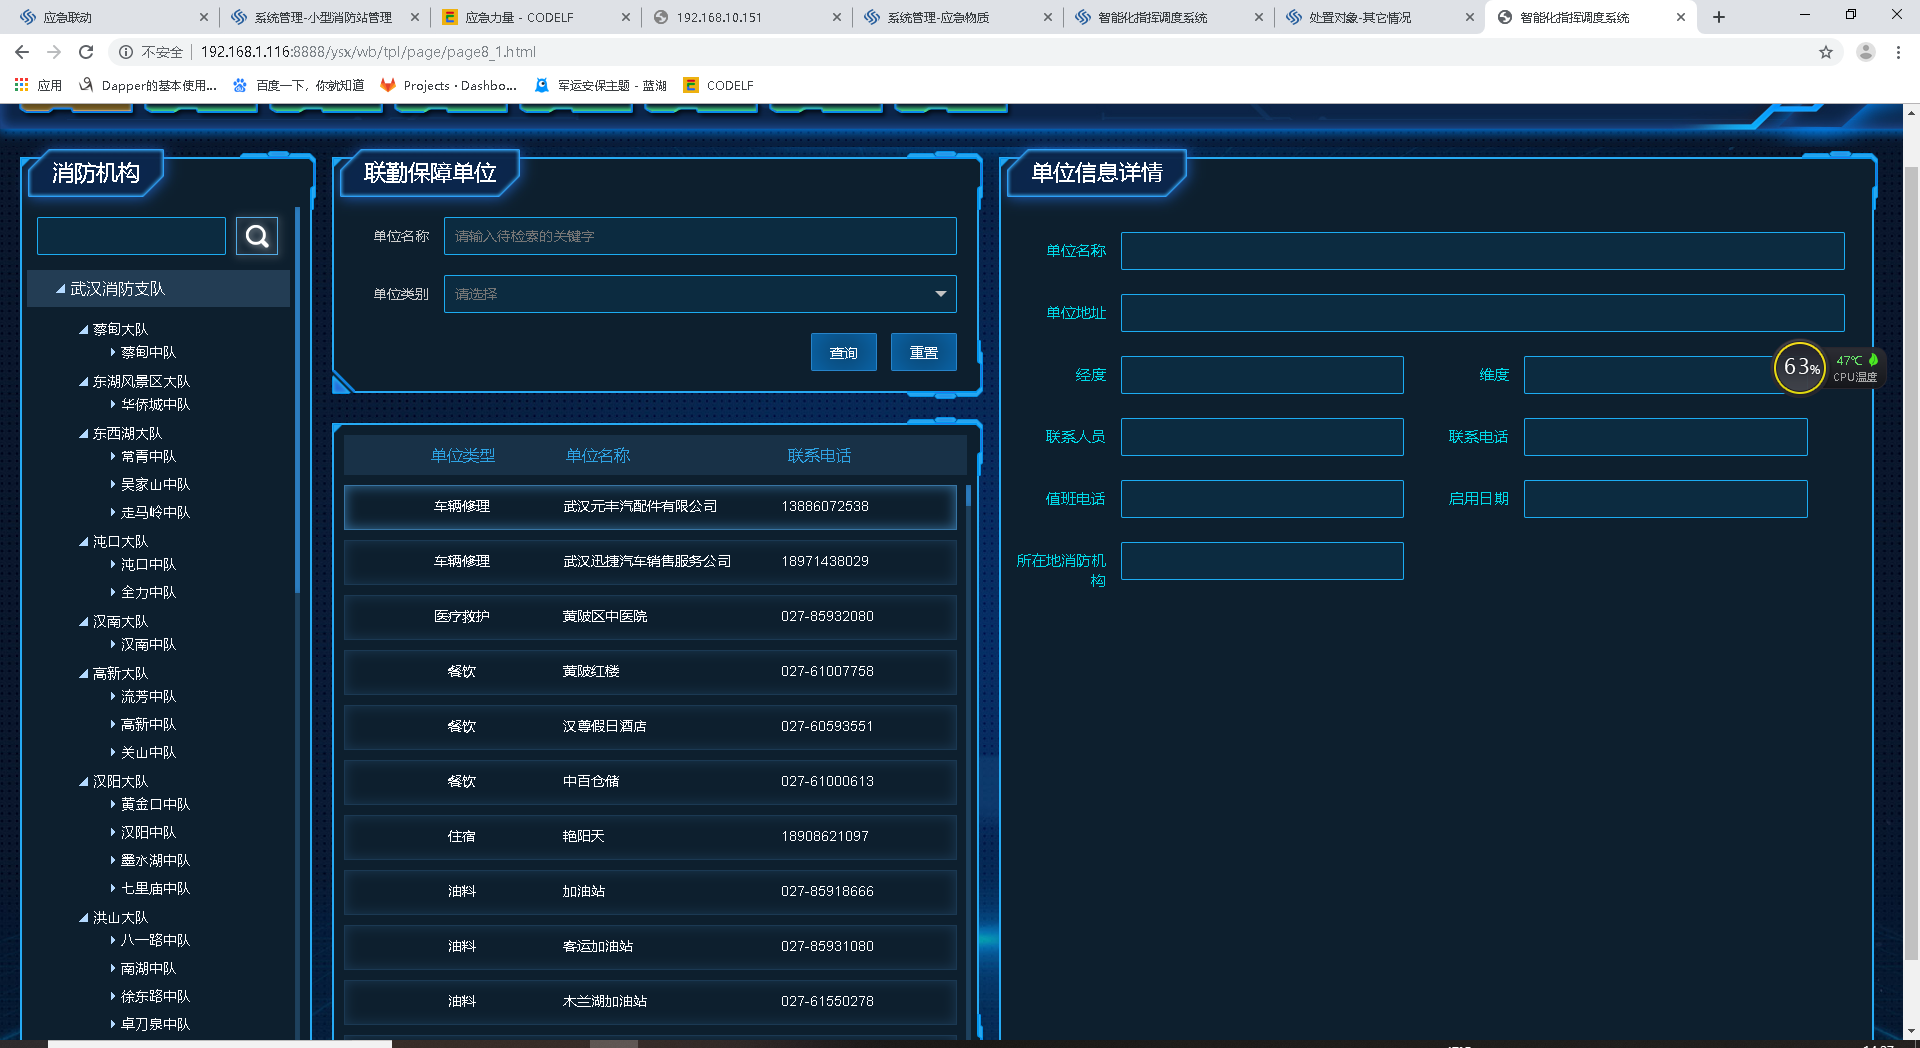 应急联动
系统管理-小型消防站管理
应急力量 - CODELF
192.168.10.151
系统管理-应急物质
智能化指挥调度系统
处置对象-其它情况
智能化指挥调度系统
不安全 192.168.1.116:8888/ysx/wb/tpl/page/page8_1.html
应用
Dapper的基本使用...
百度一下，你就知道
Projects · Dashbo...
军运安保主题 - 蓝湖
CODELF
消防机构
武汉消防支队
蔡甸大队
蔡甸中队
东湖风景区大队
华侨城中队
东西湖大队
常青中队
吴家山中队
走马岭中队
沌口大队
沌口中队
全力中队
汉南大队
汉南中队
高新大队
流芳中队
高新中队
关山中队
汉阳大队
黄金口中队
汉阳中队
墨水湖中队
七里庙中队
洪山大队
八一路中队
南湖中队
徐东路中队
卓刀泉中队
联勤保障单位
单位名称 请输入待检索的关键字
单位类别 请选择
查询 重置
单位类型 单位名称 联系电话
车辆修理 武汉元丰汽配件有限公司 13886072538
车辆修理 武汉迅捷汽车销售服务公司 18971438029
医疗救护 黄陂区中医院 027-85932080
餐饮 黄陂红楼 027-61007758
餐饮 汉尊假日酒店 027-60593551
餐饮 中百仓储 027-61000613
住宿 艳阳天 18908621097
油料 加油站 027-85918666
油料 客运加油站 027-85931080
油料 木兰湖加油站 027-61550278
单位信息详情
单位名称
单位地址
经度 维度
联系人员 联系电话
值班电话 启用日期
所在地消防机
构
63%
47℃
CPU温度